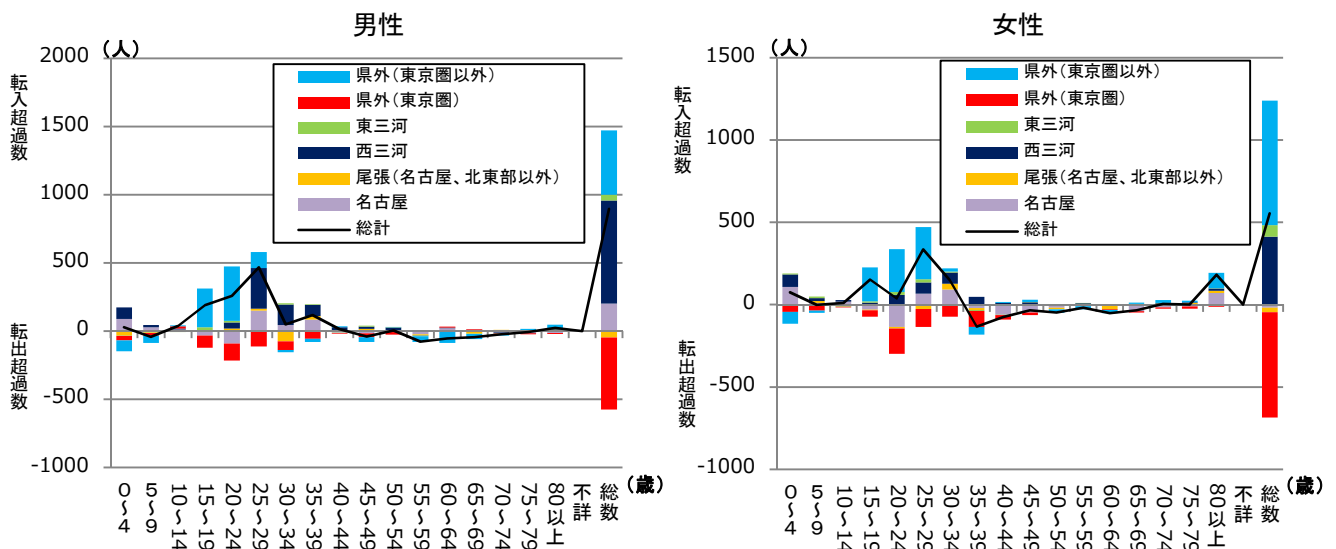 男性
（人）
2000
1500
1000
500
0
-500
-1000
転入超過数
転出超過数
県外（東京圏以外）
県外（東京圏）
東三河
西三河
尾張（名古屋、北東部以外）
名古屋
総計
0～4
5～9
10～14
15～19
20～24
25～29
30～34
35～39
40～44
45～49
50～54
55～59
60～64
65～69
70～74
75～79
80以上
不詳
総数
（歳）
女性
（人）
1500
1000
500
0
-500
-1000
転入超過数
転出超過数
県外（東京圏以外）
県外（東京圏）
東三河
西三河
尾張（名古屋、北東部以外）
名古屋
総計
0～4
5～9
10～14
15～19
20～24
25～29
30～34
35～39
40～44
45～49
50～54
55～59
60～64
65～69
70～74
75～79
80以上
不詳
総数
（歳）